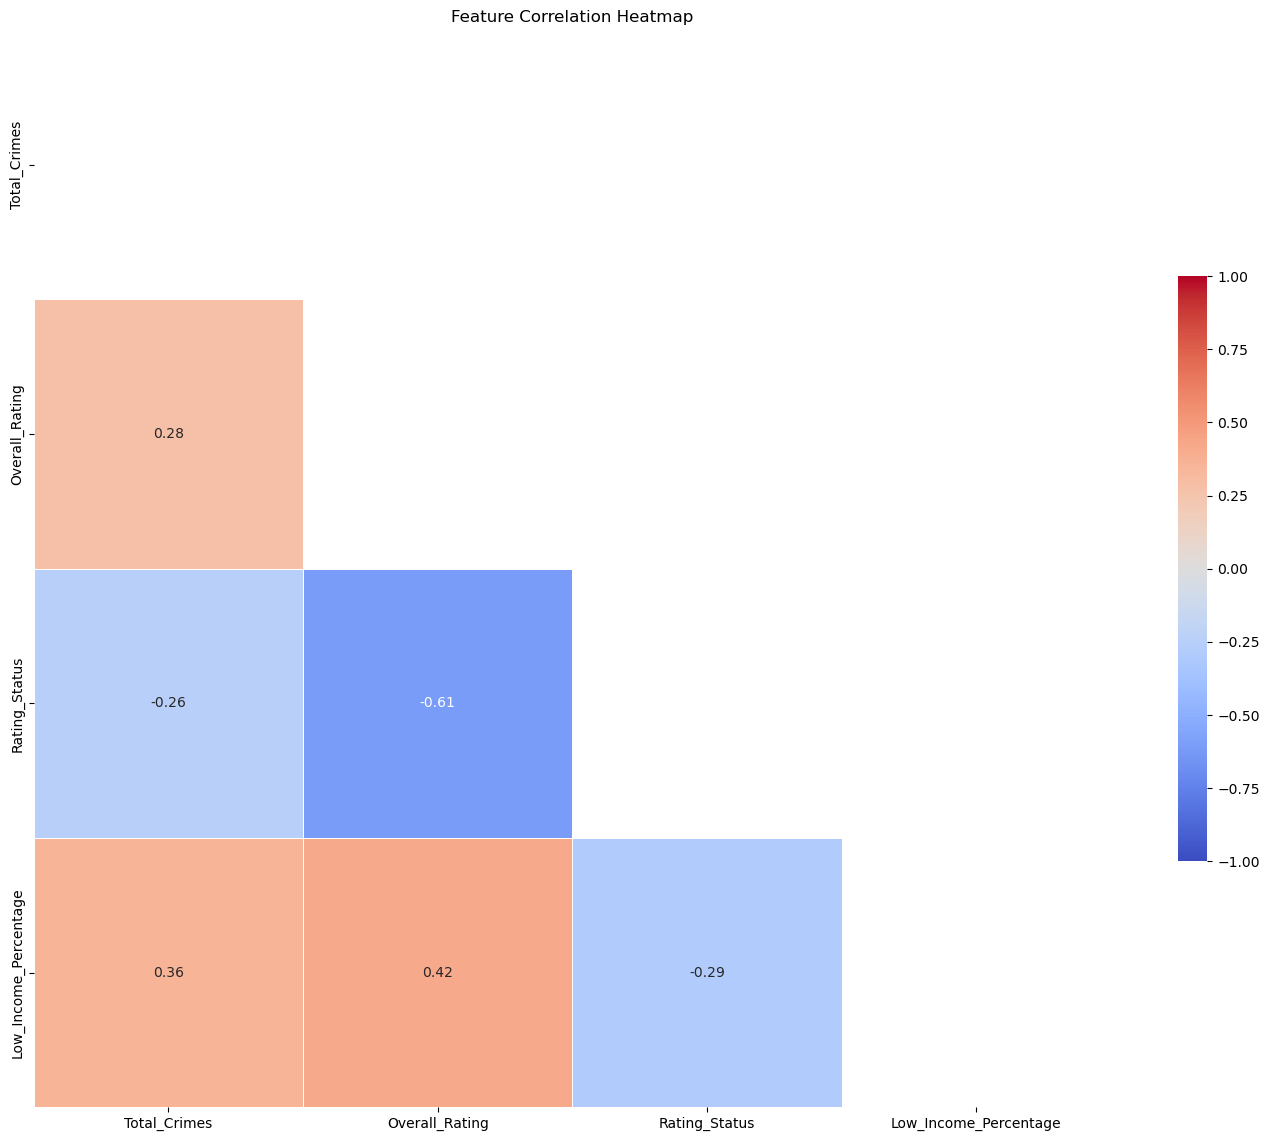 Feature Correlation Heatmap
Total_Crimes
Overall_Rating
Rating_Status
Low_Income_Percentage
0.28
-0.26
-0.61
0.36
0.42
-0.29
Total_Crimes
Overall_Rating
Rating_Status
Low_Income_Percentage
1.00
0.75
0.50
0.25
0.00
−0.25
−0.50
−0.75
−1.00